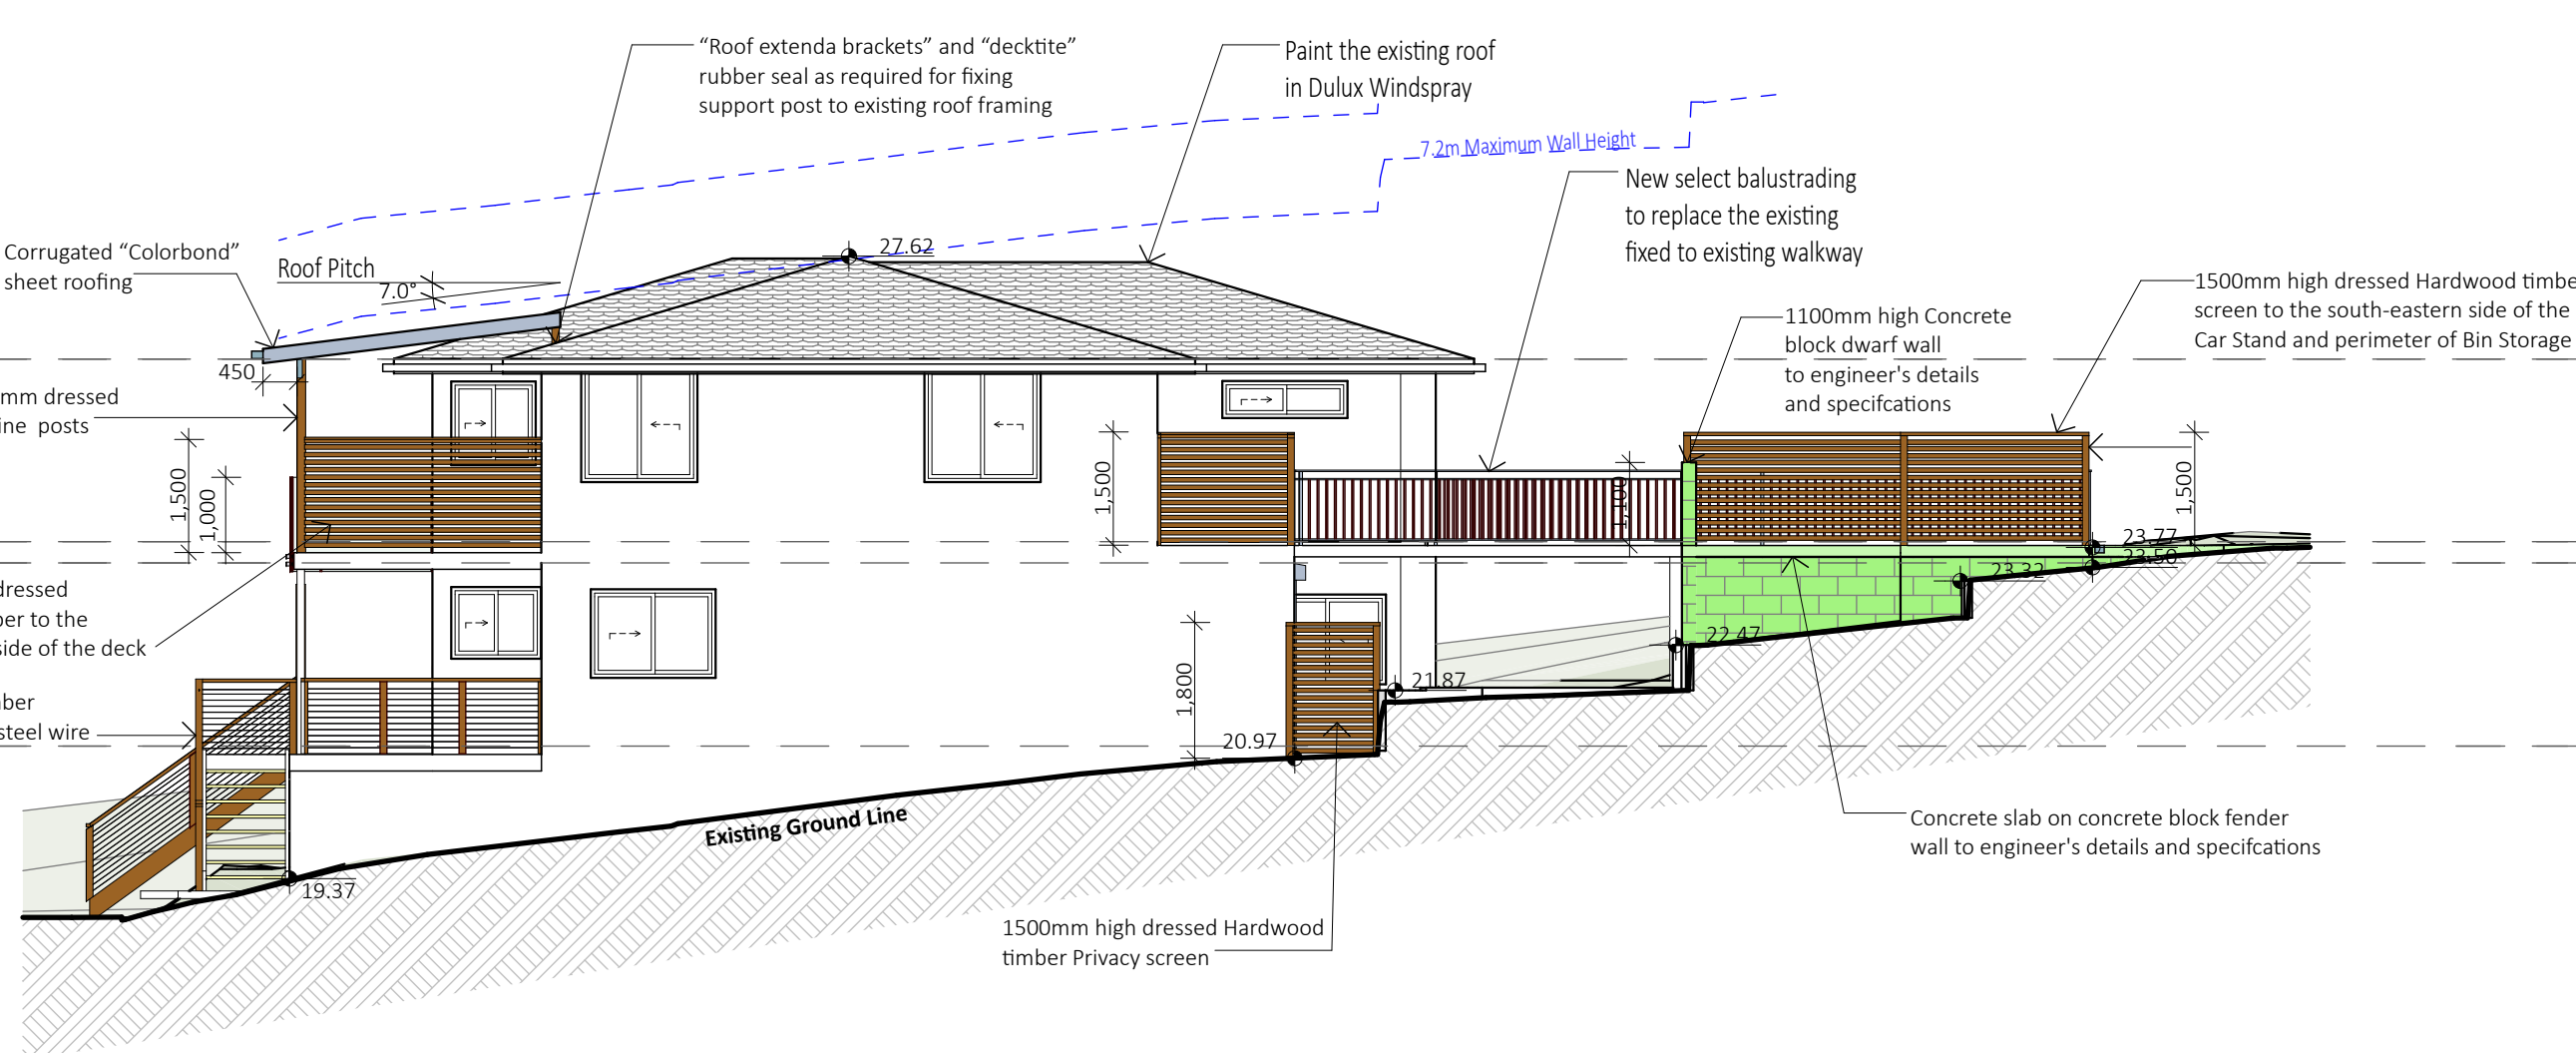 “Roof extenda brackets” and “decktite”
rubber seal as required for fixing
support post to existing roof framing
Paint the existing roof
in Dulux Windspray
7.2m Maximum Wall Height
New select balustrading
to replace the existing
fixed to existing walkway
Corrugated “Colorbond”
sheet roofing
Roof Pitch
7.0°
27.62
1500mm high dressed Hardwood timbe
screen to the south-eastern side of the
Car Stand and perimeter of Bin Storage
1100mm high Concrete
block dwarf wall
to engineer's details
and specifcations
450
mm dressed
ine posts
1,500
1,000
1,500
1,100
1,500
23.77
23.50
23.32
22.47
21.87
dressed
ber to the
side of the deck
1,800
ber
steel wire
20.97
Existing Ground Line
19.37
Concrete slab on concrete block fender
wall to engineer's details and specifcations
1500mm high dressed Hardwood
timber Privacy screen